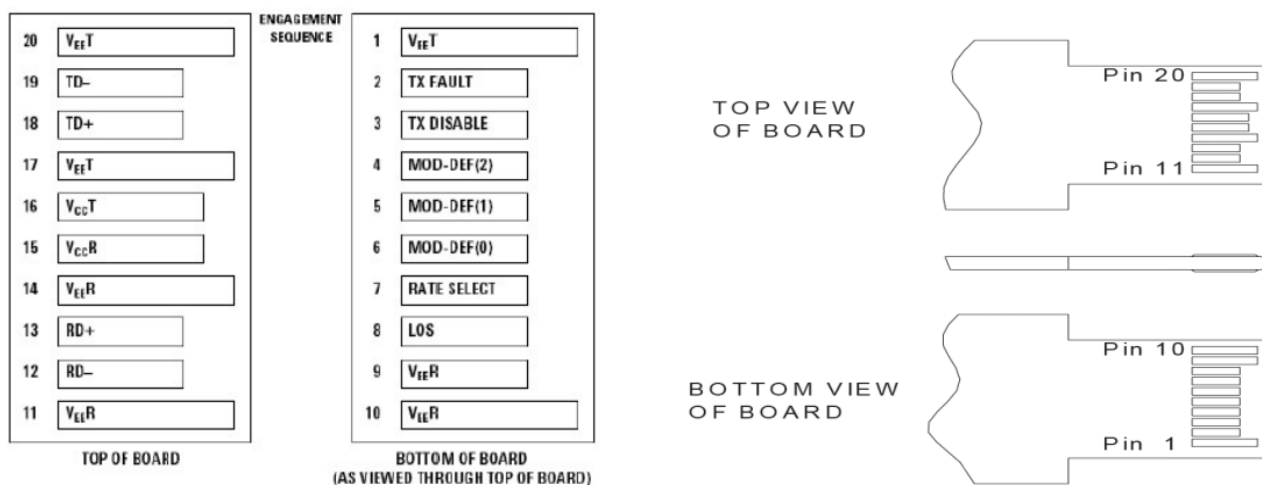 ENGAGEMENT
SEQUENCE
20 VEET
19 TD–
18 TD+
17 VEET
16 VCCT
15 VCCR
14 VEER
13 RD+
12 RD–
11 VEER
TOP OF BOARD
1 VEET
2 TX FAULT
3 TX DISABLE
4 MOD-DEF(2)
5 MOD-DEF(1)
6 MOD-DEF(0)
7 RATE SELECT
8 LOS
9 VEER
10 VEER
BOTTOM OF BOARD
(AS VIEWED THROUGH TOP OF BOARD)
TOP VIEW
OF BOARD
Pin 20
Pin 11
BOTTOM VIEW
OF BOARD
Pin 10
Pin 1